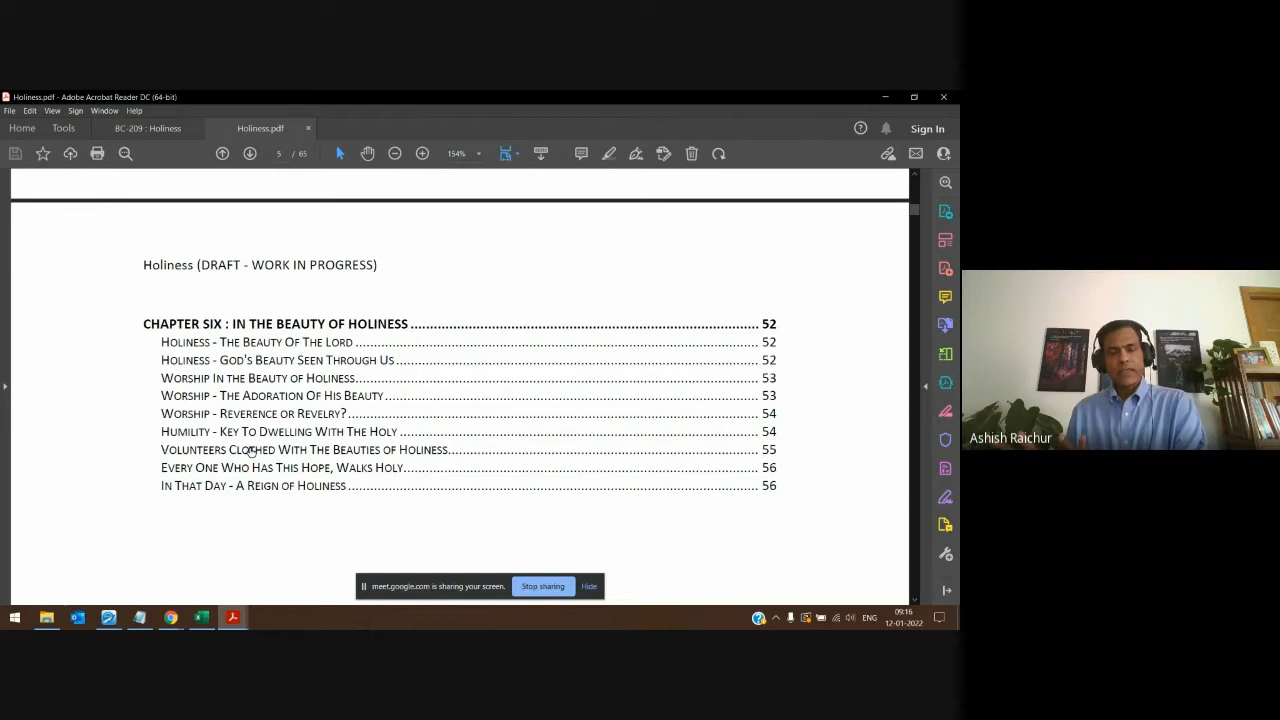 Holiness.pdf - Adobe Acrobat Reader DC (64-bit)
File Edit View Sign Window Help
Home Tools BC-209 : Holiness Holiness.pdf × Sign In
5 / 65 154%
Holiness (DRAFT - WORK IN PROGRESS)
CHAPTER SIX : IN THE BEAUTY OF HOLINESS 52
HOLINESS - THE BEAUTY OF THE LORD 52
HOLINESS - GOD'S BEAUTY SEEN THROUGH US 52
WORSHIP IN THE BEAUTY OF HOLINESS 53
WORSHIP - THE ADORATION OF HIS BEAUTY 53
WORSHIP - REVERENCE OR REVELRY? 54
HUMILITY - KEY TO DWELLING WITH THE HOLY 54
VOLUNTEERS CLOTHED WITH THE BEAUTIES OF HOLINESS 55
EVERY ONE WHO HAS THIS HOPE, WALKS HOLY 56
IN THAT DAY - A REIGN OF HOLINESS 56
Ashish Raichur
meet.google.com is sharing your screen. Stop sharing Hide
ENG 09:16
12-01-2022